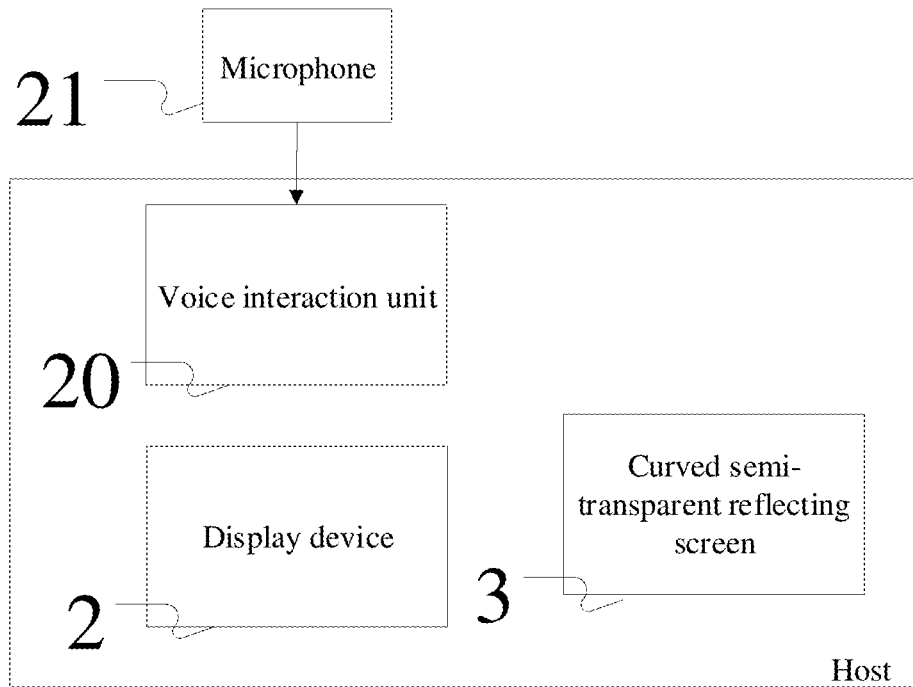 Microphone
21
Voice interaction unit
20
Curved semi-
transparent reflecting
screen
Display device
3
2
Host